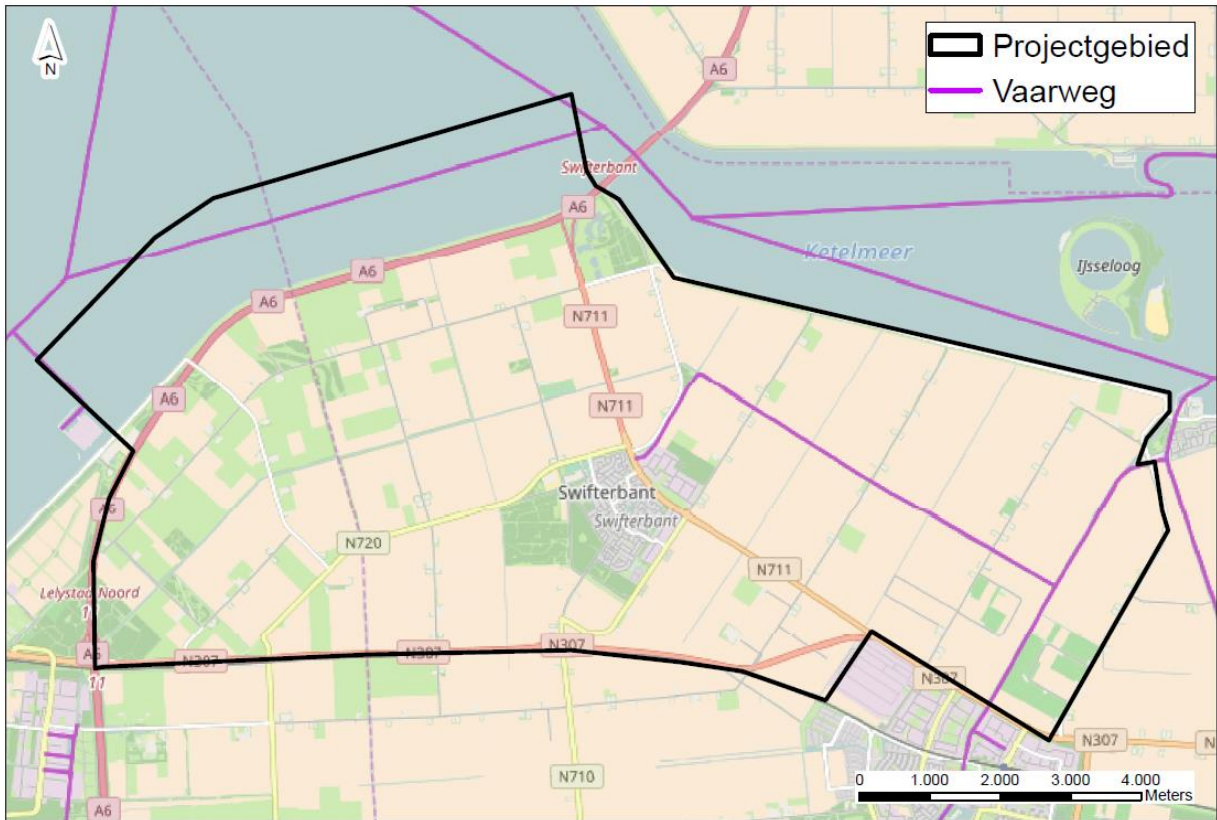 N
Projectgebied
Vaarweg
A6
Swifterbant
A6
Ketelmeer
IJsseloog
A6
A6
N711
A6
N711
Swifterbant
Swifterbant
A6
N720
N711
Lelystad Noord
11
A6
N307
N307
N307
N307
11
N307
N
N710
A6
0 1.000 2.000 3.000 4.000
Meters